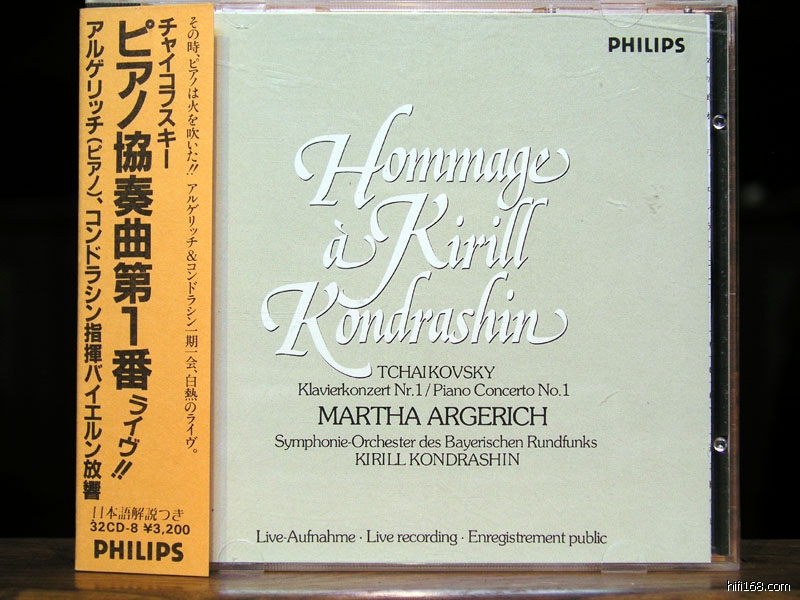 その時、ピアノは火を吹いた!! アルゲリッチ&コンドラシン一期一会、白熱のライヴ。
チャイコフスキー
ピアノ協奏曲第1番ライヴ!!
アルゲリッチ(ピアノ)、コンドラシン指揮バイエルン放響
日本語解説つき
32CD-8 ¥3,200
PHILIPS
PHILIPS
Hommage
à Kirill
Kondrashin
TCHAIKOVSKY
Klavierkonzert Nr.1/Piano Concerto No.1
MARTHA ARGERICH
Symphonie-Orchester des Bayerischen Rundfunks
KIRILL KONDRASHIN
Live-Aufnahme · Live recording · Enregistrement public
hifi168.com